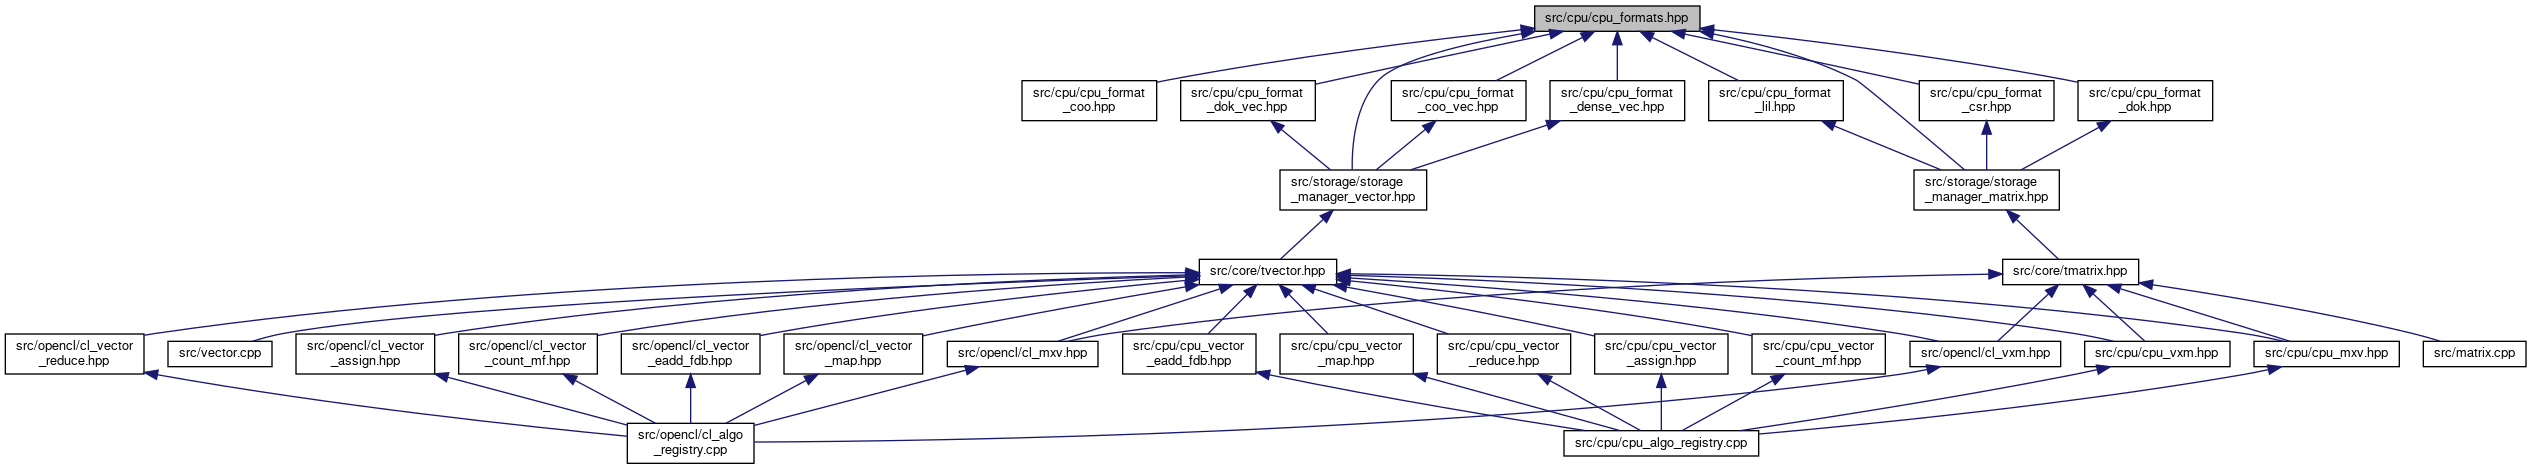 src/cpu/cpu_formats.hpp
src/cpu/cpu_format
_coo.hpp
src/cpu/cpu_format
_dok_vec.hpp
src/cpu/cpu_format
_coo_vec.hpp
src/cpu/cpu_format
_dense_vec.hpp
src/cpu/cpu_format
_lil.hpp
src/cpu/cpu_format
_csr.hpp
src/cpu/cpu_format
_dok.hpp
src/storage/storage
_manager_vector.hpp
src/storage/storage
_manager_matrix.hpp
src/core/tvector.hpp
src/core/tmatrix.hpp
src/opencl/cl_vector
_reduce.hpp
src/vector.cpp
src/opencl/cl_vector
_assign.hpp
src/opencl/cl_vector
_count_mf.hpp
src/opencl/cl_vector
_eadd_fdb.hpp
src/opencl/cl_vector
_map.hpp
src/opencl/cl_mxv.hpp
src/cpu/cpu_vector
_eadd_fdb.hpp
src/cpu/cpu_vector
_map.hpp
src/cpu/cpu_vector
_reduce.hpp
src/cpu/cpu_vector
_assign.hpp
src/cpu/cpu_vector
_count_mf.hpp
src/opencl/cl_vxm.hpp
src/cpu/cpu_vxm.hpp
src/cpu/cpu_mxv.hpp
src/matrix.cpp
src/opencl/cl_algo
_registry.cpp
src/cpu/cpu_algo_registry.cpp